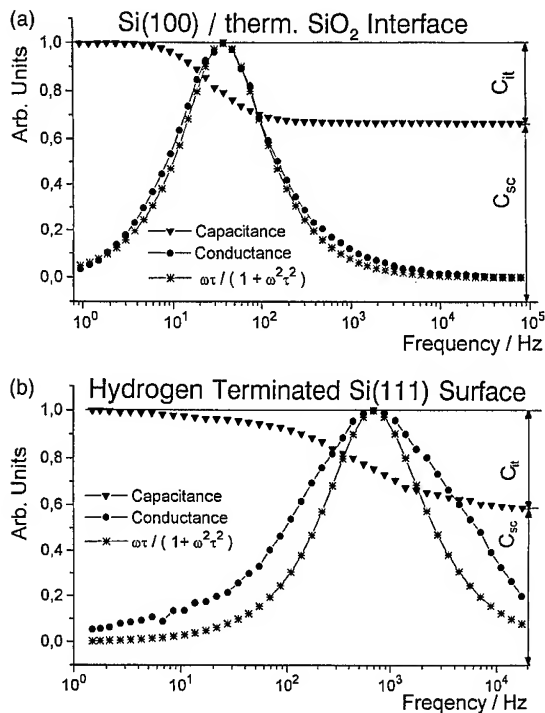 (a)
Si(100) / therm. SiO2 Interface
Arb. Units
1,0
0,8
0,6
0,4
0,2
0,0
Capacitance
Conductance
ωτ / ( 1 + ω²τ²)
Cit
Csc
10⁰ 10¹ 10² 10³ 10⁴ 10⁵
Frequency / Hz
(b)
Hydrogen Terminated Si(111) Surface
Arb. Units
1,0
0,8
0,6
0,4
0,2
0,0
Capacitance
Conductance
ωτ / ( 1 + ω²τ²)
Cit
Csc
10⁰ 10¹ 10² 10³ 10⁴
Freqency / Hz